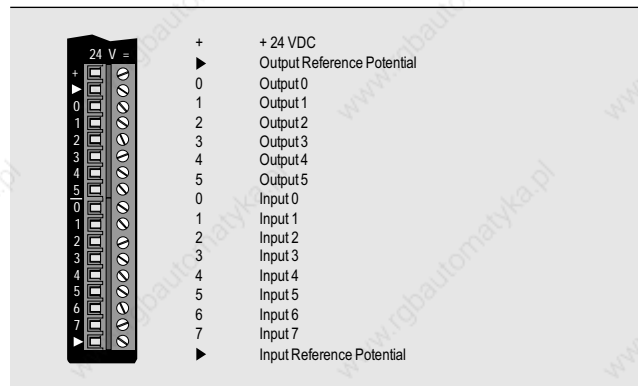 24 V =
+
▶
0
1
2
3
4
5
0
1
2
3
4
5
6
7
▶
+ + 24 VDC
▶ Output Reference Potential
0 Output 0
1 Output 1
2 Output 2
3 Output 3
4 Output 4
5 Output 5
0 Input 0
1 Input 1
2 Input 2
3 Input 3
4 Input 4
5 Input 5
6 Input 6
7 Input 7
▶ Input Reference Potential
www.rgbautomatyka.pl